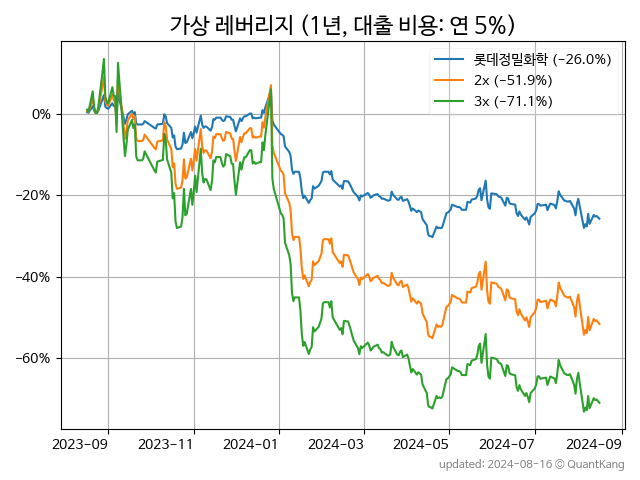 가상 레버리지 (1년, 대출 비용: 연 5%)
롯데정밀화학 (−26.0%)
2x (−51.9%)
3x (−71.1%)
0%
−20%
−40%
−60%
2023-09
2023-11
2024-01
2024-03
2024-05
2024-07
2024-09
updated: 2024-08-16 © QuantKang